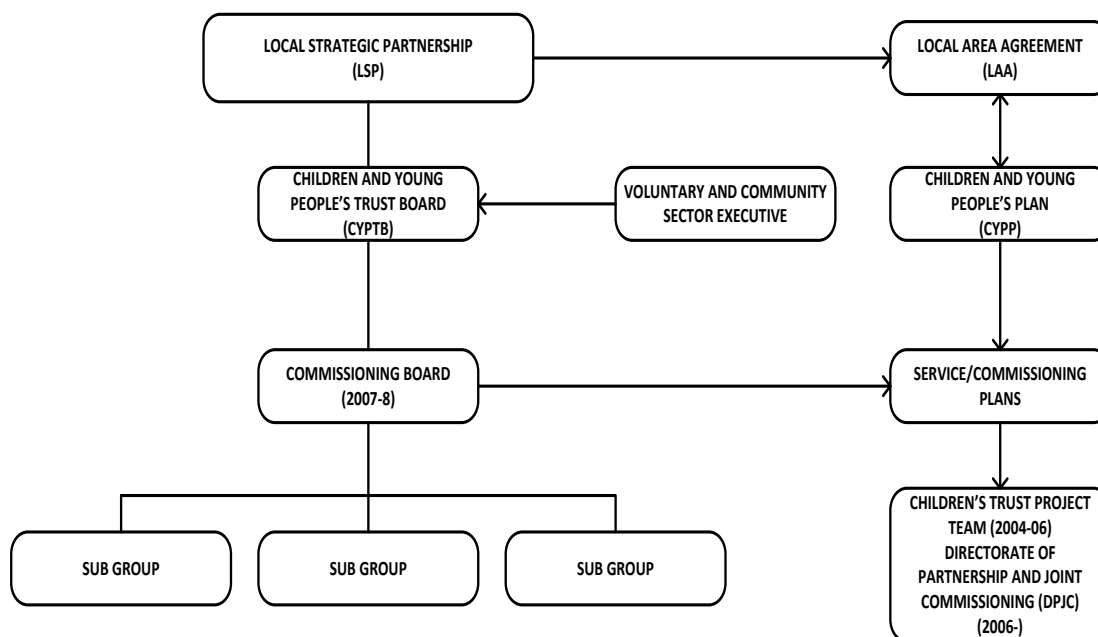 LOCAL STRATEGIC PARTNERSHIP
(LSP)
LOCAL AREA AGREEMENT
(LAA)
CHILDREN AND YOUNG
PEOPLE'S TRUST BOARD
(CYPTB)
VOLUNTARY AND COMMUNITY
SECTOR EXECUTIVE
CHILDREN AND YOUNG
PEOPLE'S PLAN
(CYPP)
COMMISSIONING BOARD
(2007-8)
SERVICE/COMMISSIONING
PLANS
SUB GROUP
SUB GROUP
SUB GROUP
CHILDREN'S TRUST PROJECT
TEAM (2004-06)
DIRECTORATE OF
PARTNERSHIP AND JOINT
COMMISSIONING (DPJC)
(2006-)